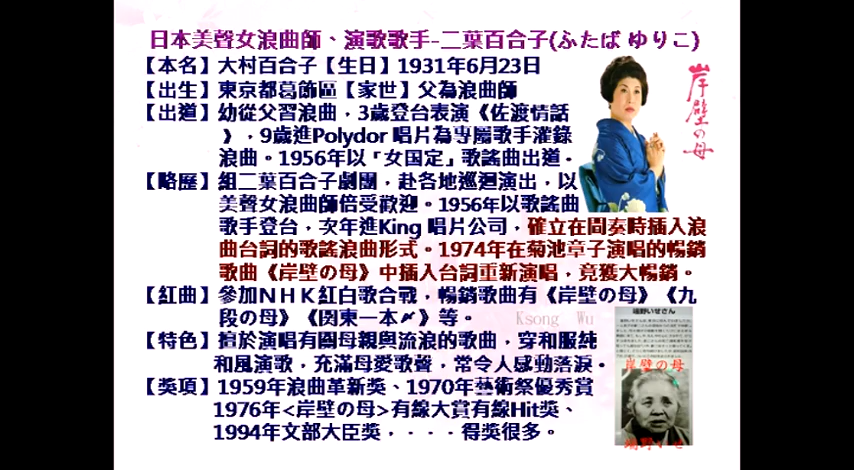 日本美聲女浪曲師、演歌歌手-二葉百合子(ふたば ゆりこ)
【本名】大村百合子【生日】1931年6月23日
【出生】東京都葛飾區【家世】父為浪曲師
【出道】幼從父習浪曲，3歲登台表演《佐渡情話
》，9歲進Polydor 唱片為專屬歌手灌錄
浪曲。1956年以「女国定」歌謠曲出道。
【略歷】組二葉百合子劇團，赴各地巡迴演出，以
美聲女浪曲師倍受歡迎。1956年以歌謠曲
歌手登台，次年進King 唱片公司，確立在間奏時插入浪
曲台詞的歌謠浪曲形式。1974年在菊池章子演唱的暢銷
歌曲《岸壁の母》中插入台詞重新演唱，竟獲大暢銷。
【紅曲】參加ＮＨＫ紅白歌合戰，暢銷歌曲有《岸壁の母》《九
段の母》《関東一本〆》等。
【特色】擅於演唱有關母親與流浪的歌曲，穿和服純
和風演歌，充滿母愛歌聲，常令人感動落淚。
【獎項】1959年浪曲革新獎、1970年藝術祭優秀賞
1976年<岸壁の母>有線大賞有線Hit獎、
1994年文部大臣獎，‧‧‧‧得獎很多。
岸壁の母
Ksong Wu
端野いせさん
岸壁の母
端野いせ